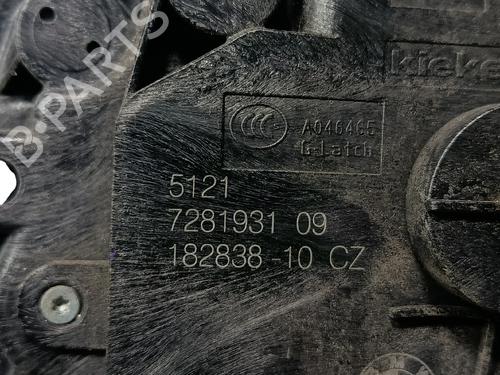 B-PARTS
kieke
A046465
G-Latch
5121
7281931 09
182838-10 CZ